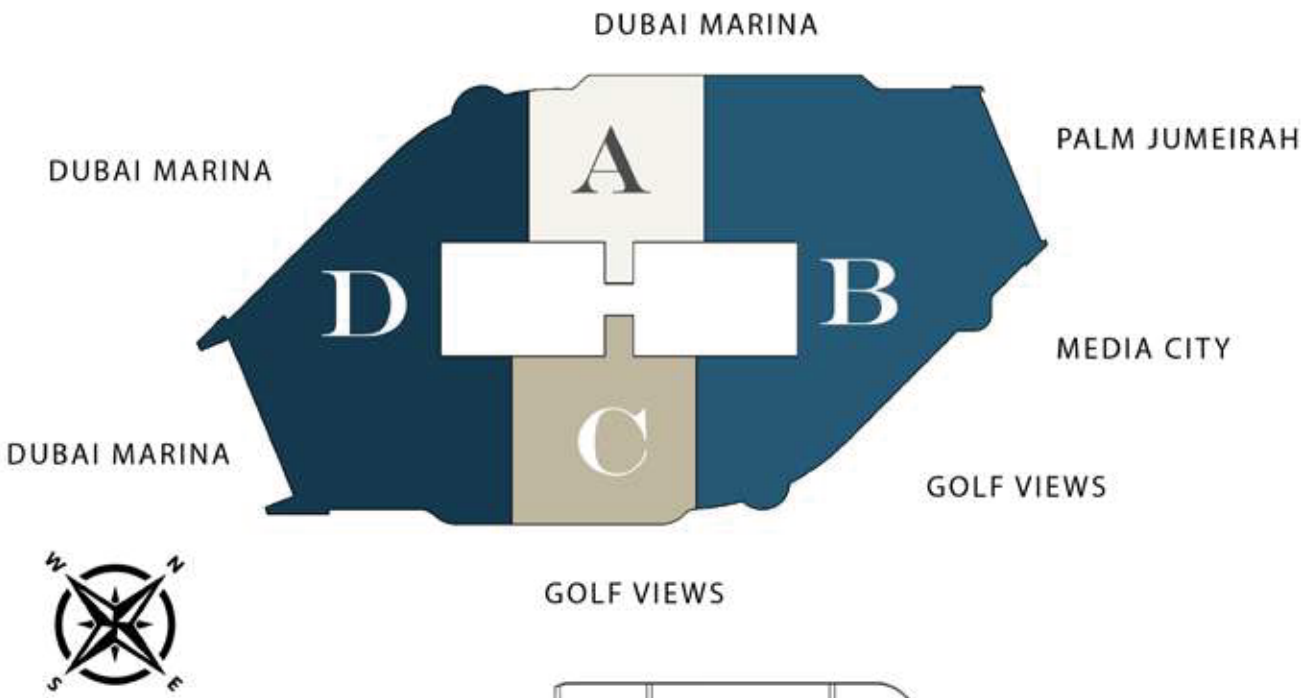 DUBAI MARINA
DUBAI MARINA
PALM JUMEIRAH
A
D
B
MEDIA CITY
C
DUBAI MARINA
GOLF VIEWS
GOLF VIEWS
W N
S E